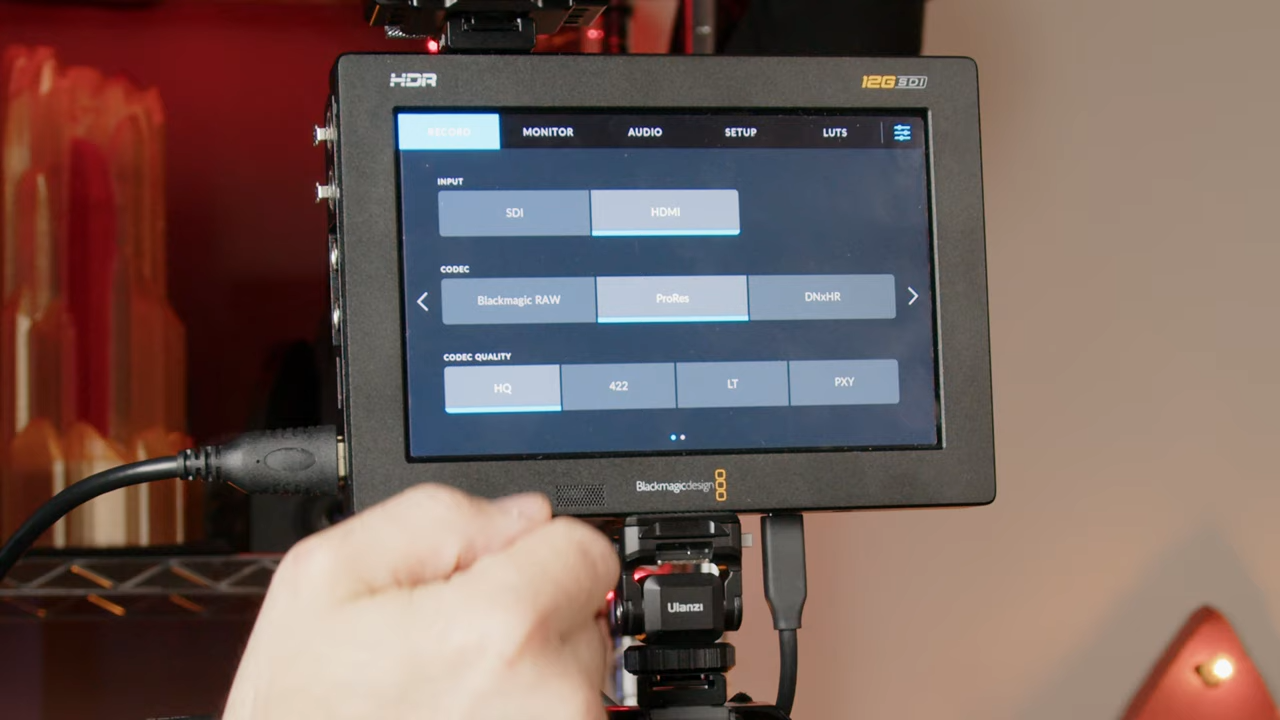 HDR
12G SDI
RECORD MONITOR AUDIO SETUP LUTS
INPUT
SDI HDMI
CODEC
Blackmagic RAW ProRes DNxHR
CODEC QUALITY
HQ 422 LT PXY
Blackmagicdesign
Ulanzi